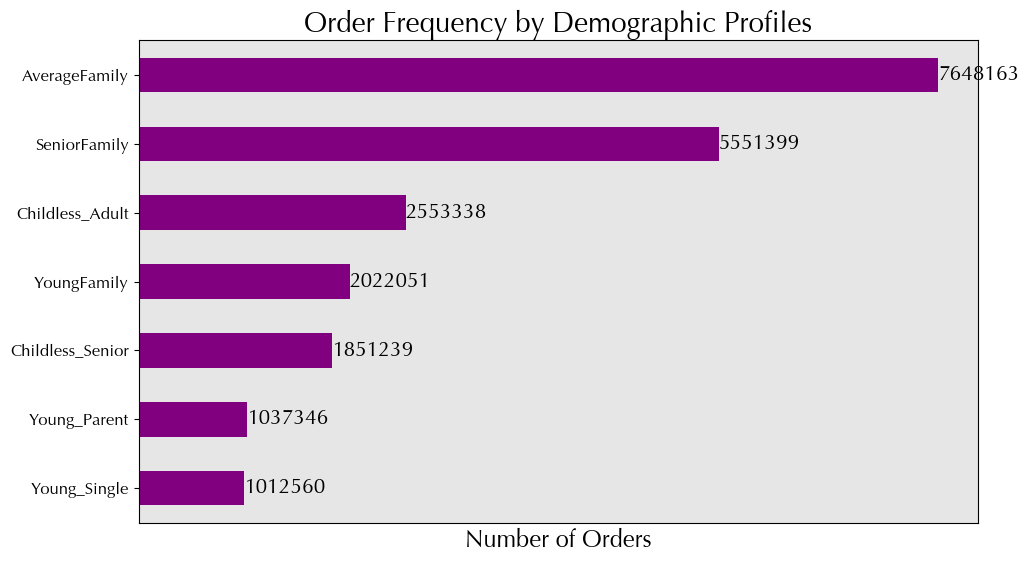 Order Frequency by Demographic Profiles
AverageFamily 7648163
SeniorFamily 5551399
Childless_Adult 2553338
YoungFamily 2022051
Childless_Senior 1851239
Young_Parent 1037346
Young_Single 1012560
Number of Orders